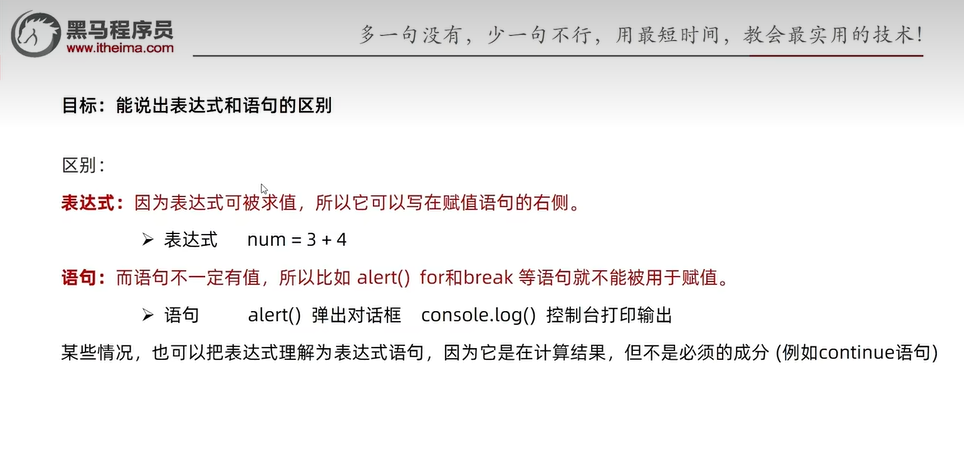 黑马程序员
www.itheima.com
多一句没有，少一句不行，用最短时间，教会最实用的技术！
目标：能说出表达式和语句的区别
区别：
表达式：因为表达式可被求值，所以它可以写在赋值语句的右侧。
➢ 表达式 num = 3 + 4
语句：而语句不一定有值，所以比如 alert() for和break 等语句就不能被用于赋值。
➢ 语句 alert() 弹出对话框 console.log() 控制台打印输出
某些情况，也可以把表达式理解为表达式语句，因为它是在计算结果，但不是必须的成分 (例如continue语句)